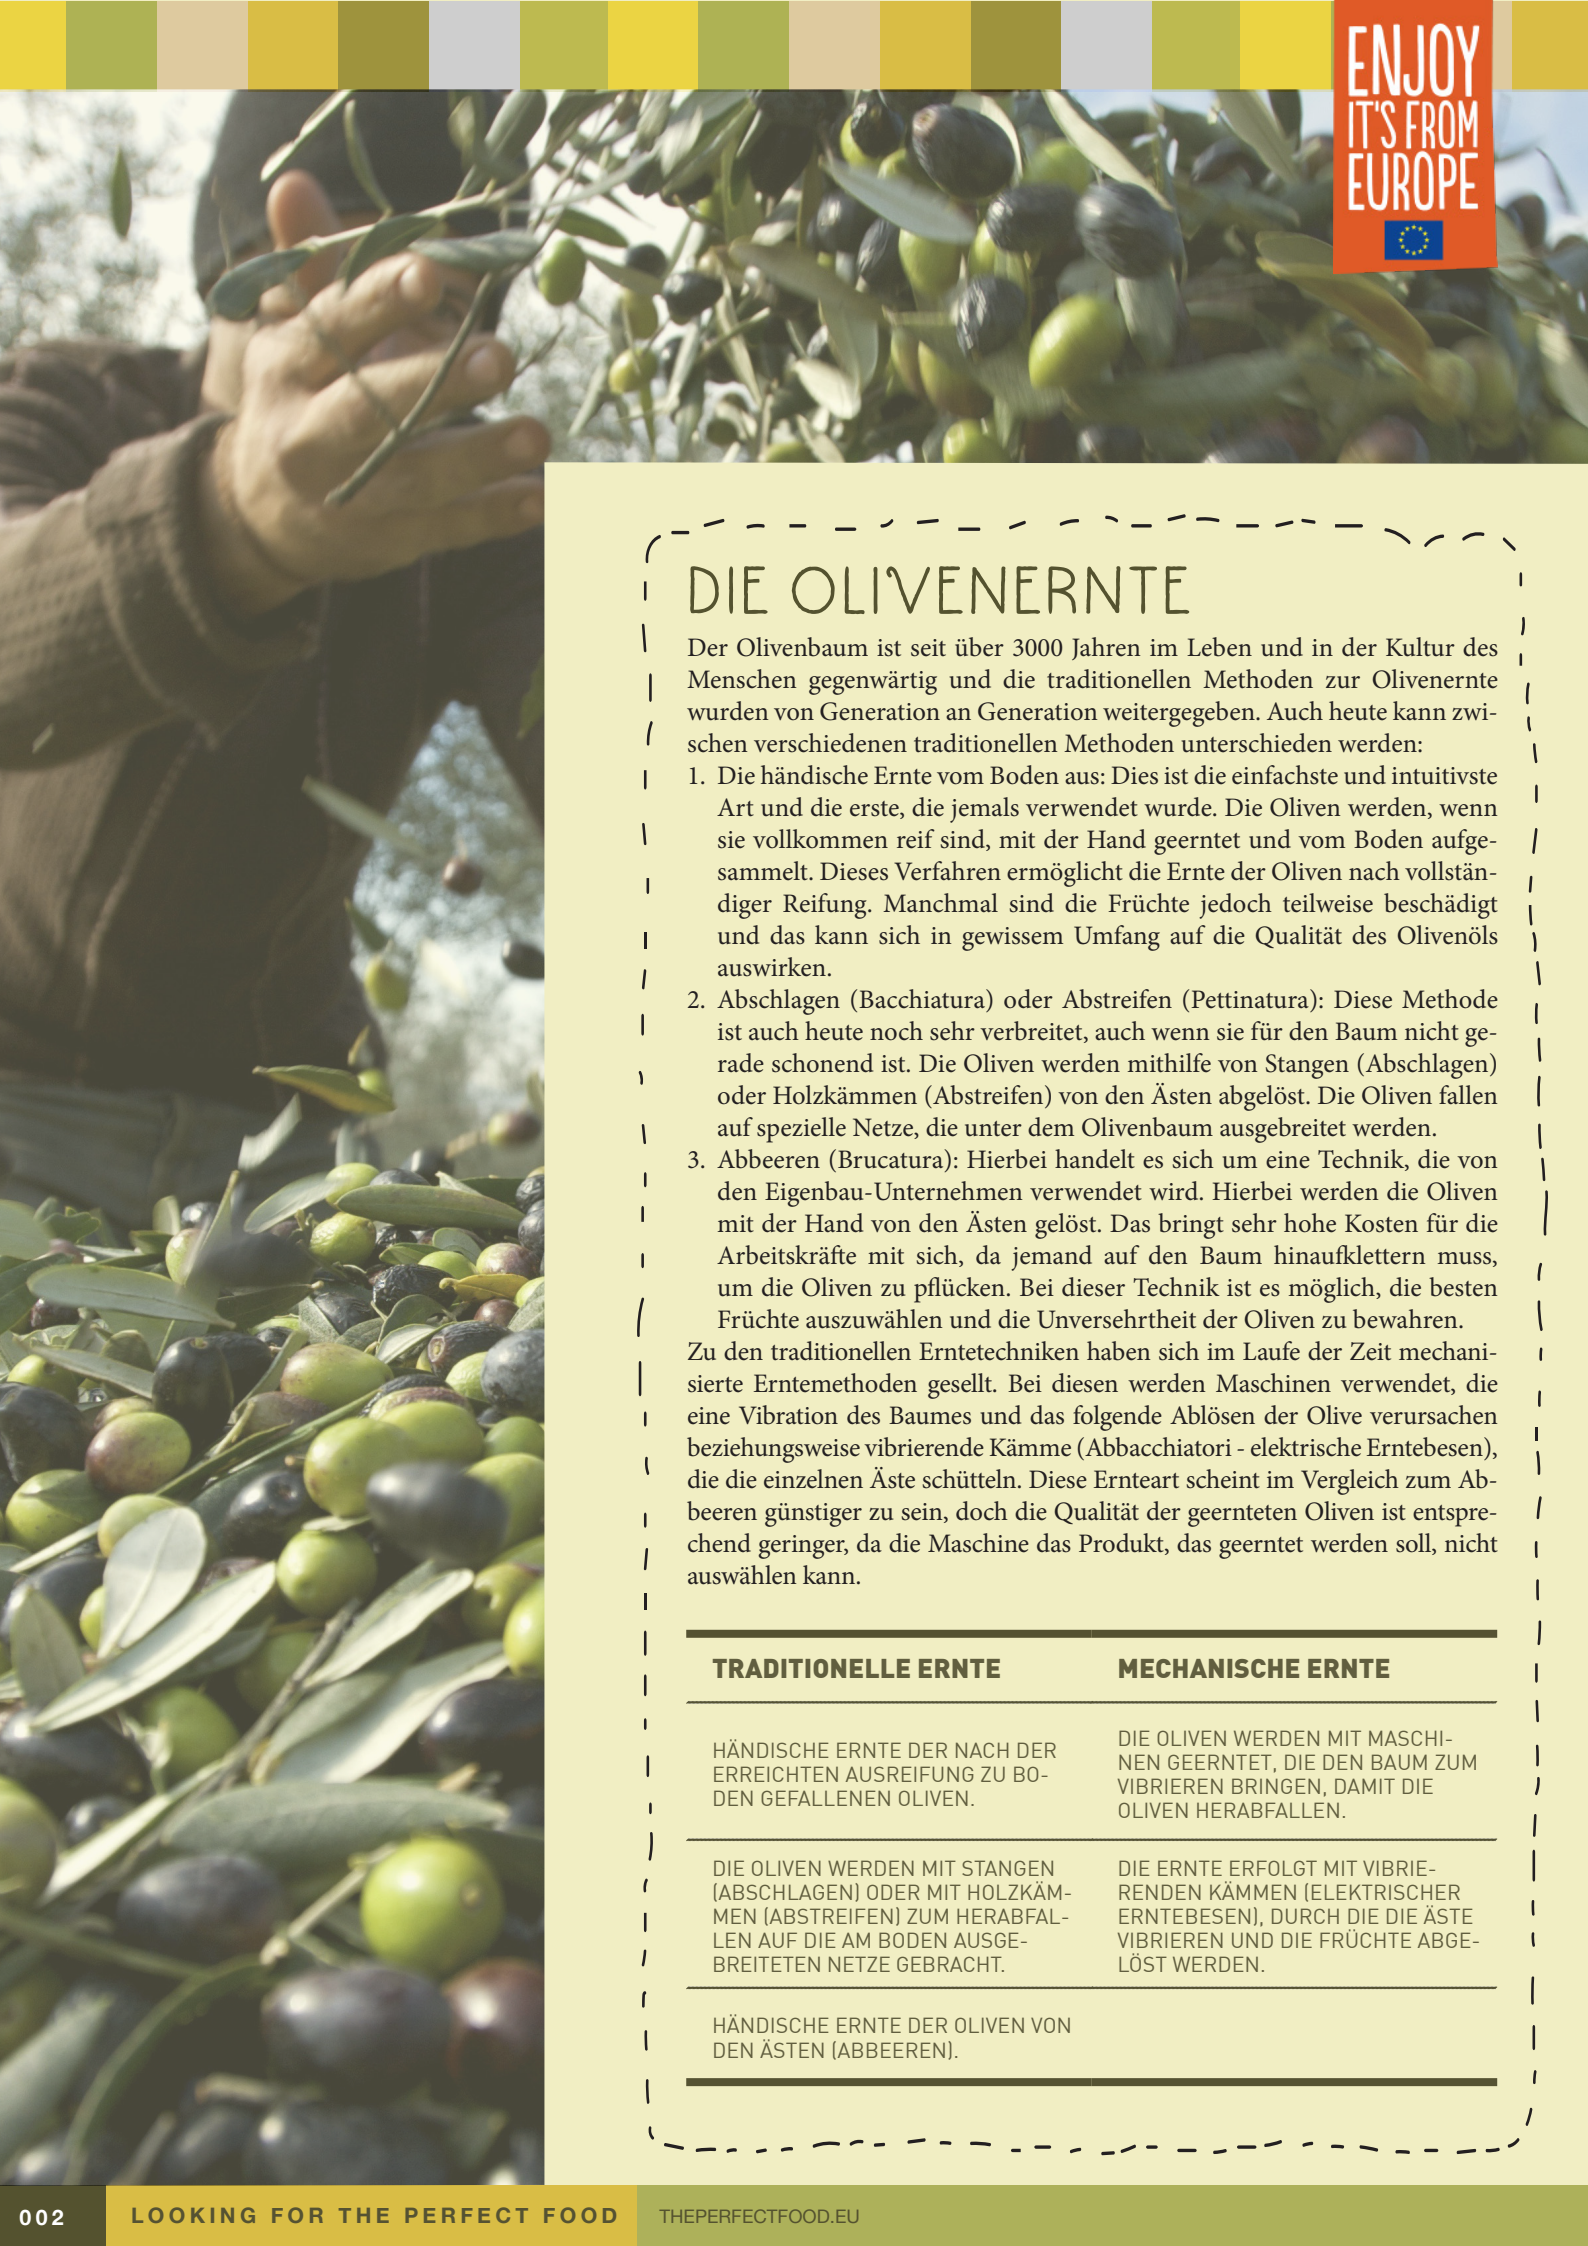 ENJOY
IT'S FROM
EUROPE
DIE OLIVENERNTE
Der Olivenbaum ist seit über 3000 Jahren im Leben und in der Kultur des
Menschen gegenwärtig und die traditionellen Methoden zur Olivenernte
wurden von Generation an Generation weitergegeben. Auch heute kann zwi-
schen verschiedenen traditionellen Methoden unterschieden werden:
1. Die händische Ernte vom Boden aus: Dies ist die einfachste und intuitivste
Art und die erste, die jemals verwendet wurde. Die Oliven werden, wenn
sie vollkommen reif sind, mit der Hand geerntet und vom Boden aufge-
sammelt. Dieses Verfahren ermöglicht die Ernte der Oliven nach vollstän-
diger Reifung. Manchmal sind die Früchte jedoch teilweise beschädigt
und das kann sich in gewissem Umfang auf die Qualität des Olivenöls
auswirken.
2. Abschlagen (Bacchiatura) oder Abstreifen (Pettinatura): Diese Methode
ist auch heute noch sehr verbreitet, auch wenn sie für den Baum nicht ge-
rade schonend ist. Die Oliven werden mithilfe von Stangen (Abschlagen)
oder Holzkämmen (Abstreifen) von den Ästen abgelöst. Die Oliven fallen
auf spezielle Netze, die unter dem Olivenbaum ausgebreitet werden.
3. Abbeeren (Brucatura): Hierbei handelt es sich um eine Technik, die von
den Eigenbau-Unternehmen verwendet wird. Hierbei werden die Oliven
mit der Hand von den Ästen gelöst. Das bringt sehr hohe Kosten für die
Arbeitskräfte mit sich, da jemand auf den Baum hinaufklettern muss,
um die Oliven zu pflücken. Bei dieser Technik ist es möglich, die besten
Früchte auszuwählen und die Unversehrtheit der Oliven zu bewahren.
Zu den traditionellen Erntetechniken haben sich im Laufe der Zeit mechani-
sierte Erntemethoden gesellt. Bei diesen werden Maschinen verwendet, die
eine Vibration des Baumes und das folgende Ablösen der Olive verursachen
beziehungsweise vibrierende Kämme (Abbacchiatori - elektrische Erntebesen),
die die einzelnen Äste schütteln. Diese Ernteart scheint im Vergleich zum Ab-
beeren günstiger zu sein, doch die Qualität der geernteten Oliven ist entspre-
chend geringer, da die Maschine das Produkt, das geerntet werden soll, nicht
auswählen kann.
TRADITIONELLE ERNTE
MECHANISCHE ERNTE
HÄNDISCHE ERNTE DER NACH DER
ERREICHTEN AUSREIFUNG ZU BO-
DEN GEFALLENEN OLIVEN.
DIE OLIVEN WERDEN MIT MASCHI-
NEN GEERNTET, DIE DEN BAUM ZUM
VIBRIEREN BRINGEN, DAMIT DIE
OLIVEN HERABFALLEN.
DIE OLIVEN WERDEN MIT STANGEN
(ABSCHLAGEN) ODER MIT HOLZKÄM-
MEN (ABSTREIFEN) ZUM HERABFAL-
LEN AUF DIE AM BODEN AUSGE-
BREITETEN NETZE GEBRACHT.
DIE ERNTE ERFOLGT MIT VIBRIE-
RENDEN KÄMMEN (ELEKTRISCHER
ERNTEBESEN), DURCH DIE DIE ÄSTE
VIBRIEREN UND DIE FRÜCHTE ABGE-
LÖST WERDEN.
HÄNDISCHE ERNTE DER OLIVEN VON
DEN ÄSTEN (ABBEEREN).
002
LOOKING FOR THE PERFECT FOOD
THEPERFECTFOOD.EU